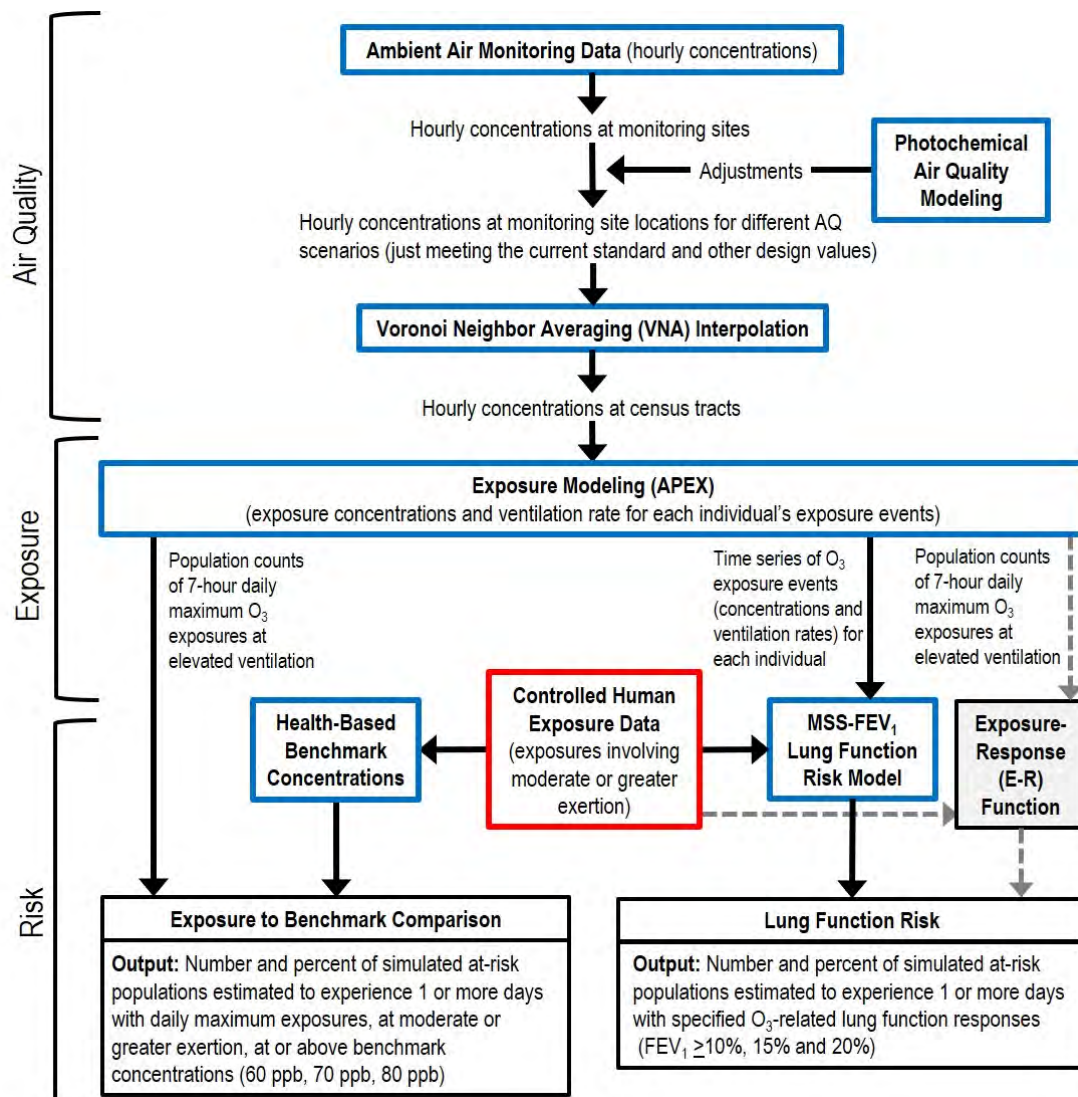 Air Quality
Ambient Air Monitoring Data (hourly concentrations)
Hourly concentrations at monitoring sites
Adjustments
Photochemical
Air Quality
Modeling
Hourly concentrations at monitoring site locations for different AQ
scenarios (just meeting the current standard and other design values)
Voronoi Neighbor Averaging (VNA) Interpolation
Hourly concentrations at census tracts
Exposure
Exposure Modeling (APEX)
(exposure concentrations and ventilation rate for each individual's exposure events)
Population counts
of 7-hour daily
maximum O₃
exposures at
elevated ventilation
Time series of O₃
exposure events
(concentrations and
ventilation rates) for
each individual
Population counts
of 7-hour daily
maximum O₃
exposures at
elevated ventilation
Risk
Health-Based
Benchmark
Concentrations
Controlled Human
Exposure Data
(exposures involving
moderate or greater
exertion)
MSS-FEV₁
Lung Function
Risk Model
Exposure-
Response
(E-R)
Function
Exposure to Benchmark Comparison
Output: Number and percent of simulated at-risk
populations estimated to experience 1 or more days
with daily maximum exposures, at moderate or
greater exertion, at or above benchmark
concentrations (60 ppb, 70 ppb, 80 ppb)
Lung Function Risk
Output: Number and percent of simulated at-risk
populations estimated to experience 1 or more days
with specified O₃-related lung function responses
(FEV₁ ≥10%, 15% and 20%)